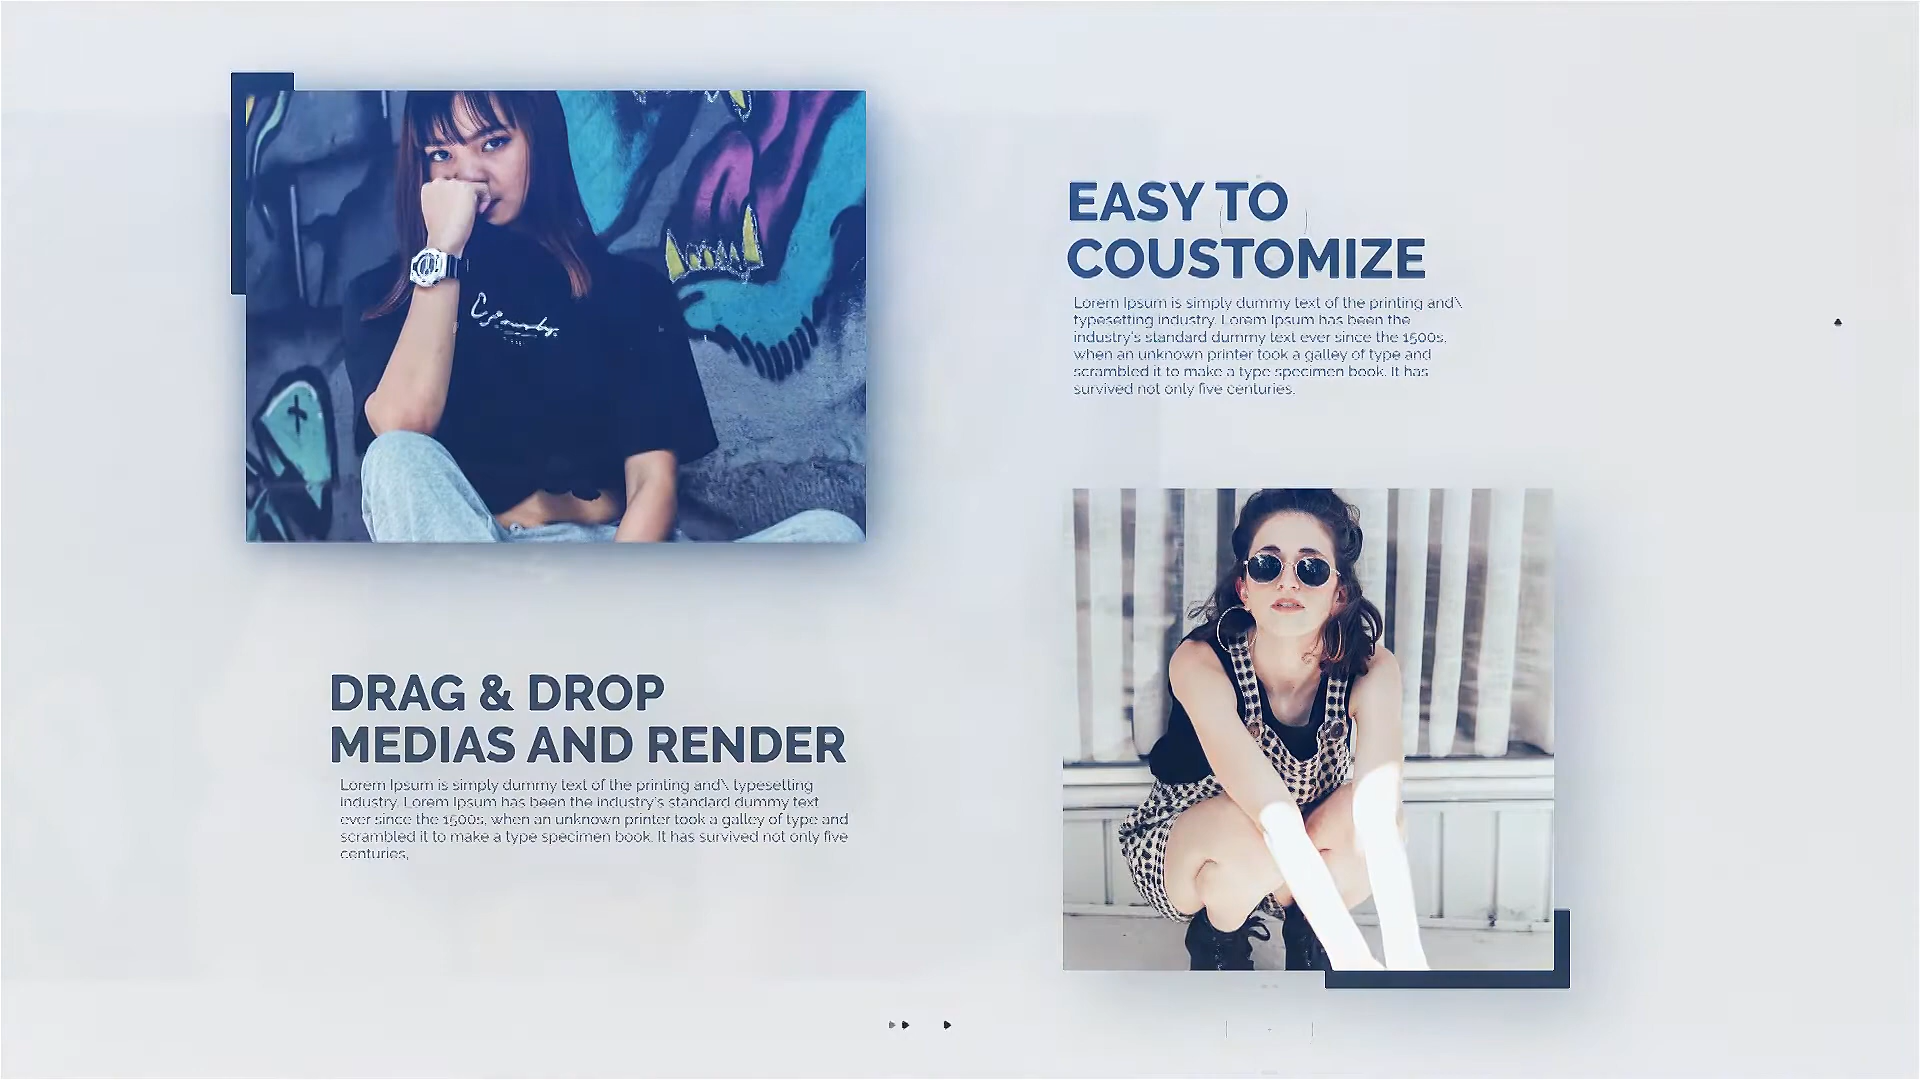 EASY TO
COUSTOMIZE
Lorem Ipsum is simply dummy text of the printing and\
typesetting industry. Lorem Ipsum has been the
industry's standard dummy text ever since the 1500s,
when an unknown printer took a galley of type and
scrambled it to make a type specimen book. It has
survived not only five centuries.
DRAG & DROP
MEDIAS AND RENDER
Lorem Ipsum is simply dummy text of the printing and\ typesetting
industry. Lorem Ipsum has been the industry's standard dummy text
ever since the 1500s, when an unknown printer took a galley of type and
scrambled it to make a type specimen book. It has survived not only five
centuries,